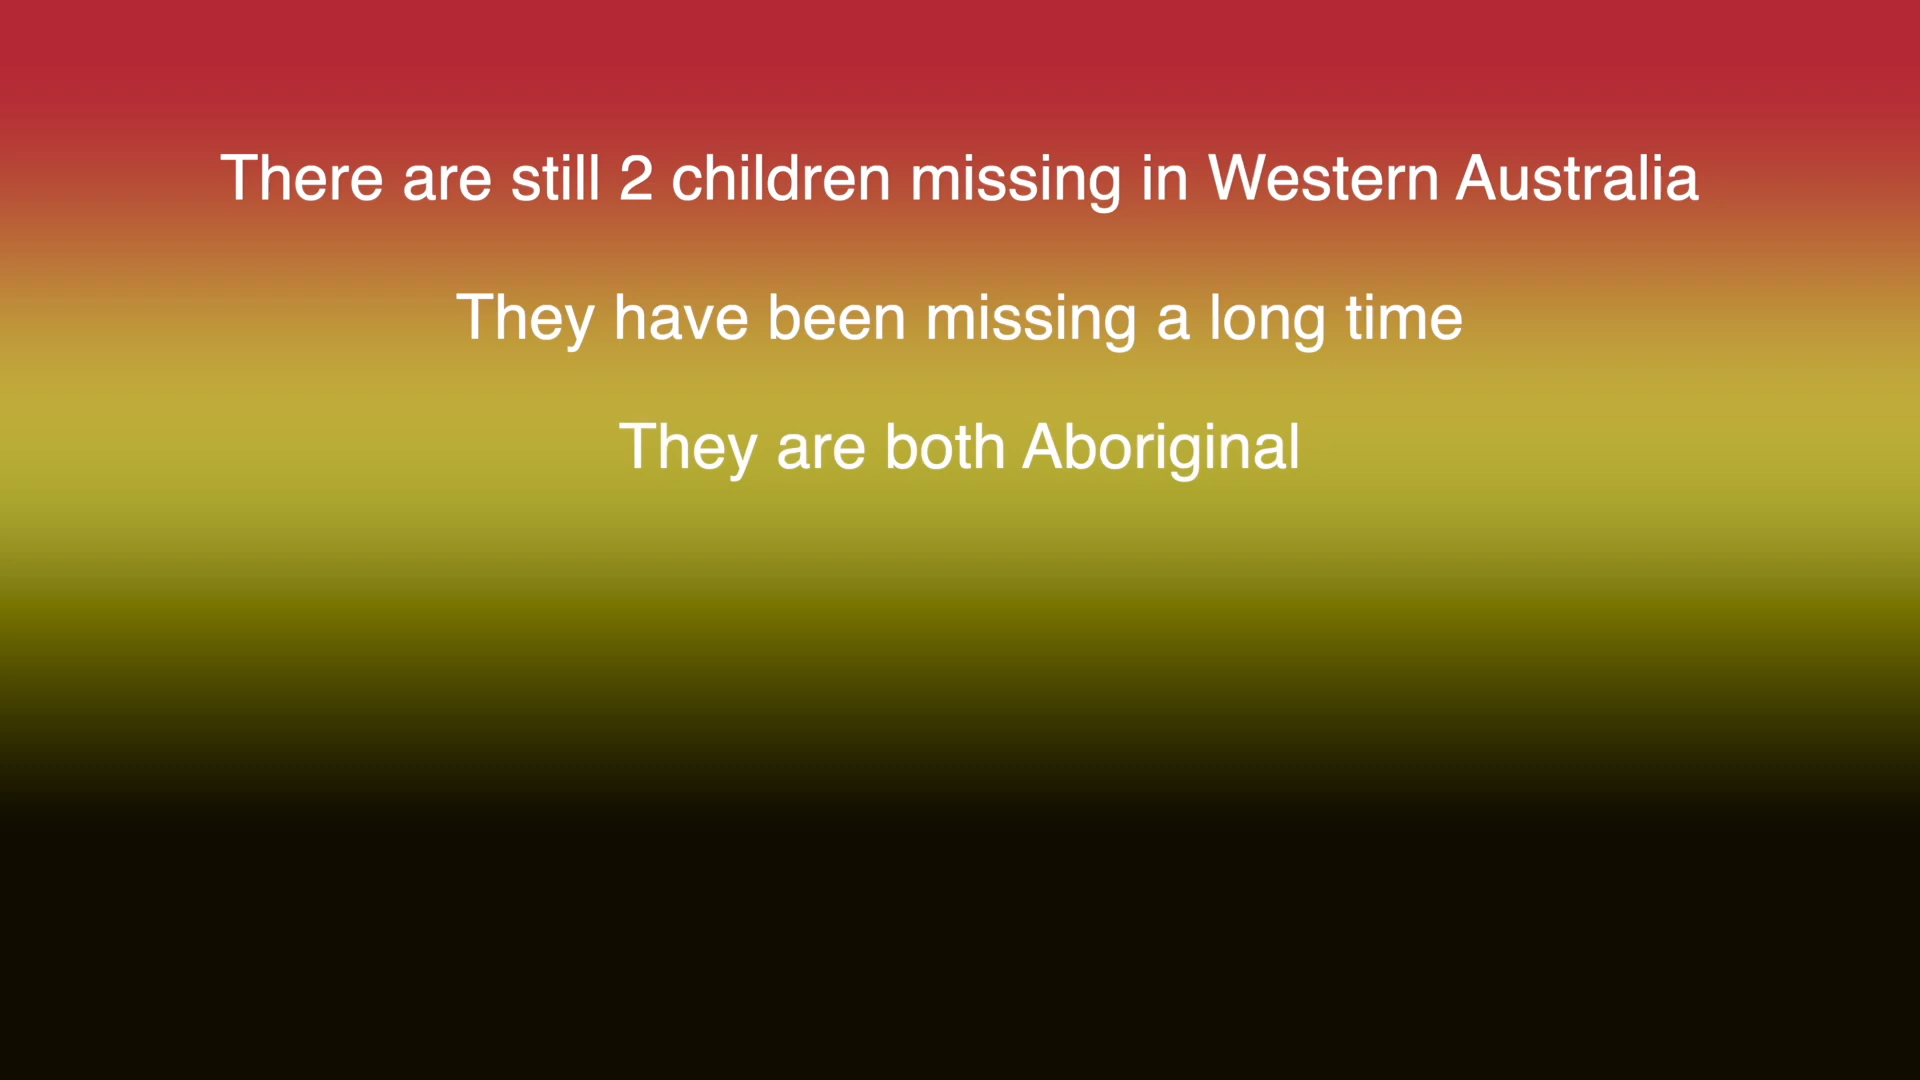 There are still 2 children missing in Western Australia
They have been missing a long time
They are both Aboriginal